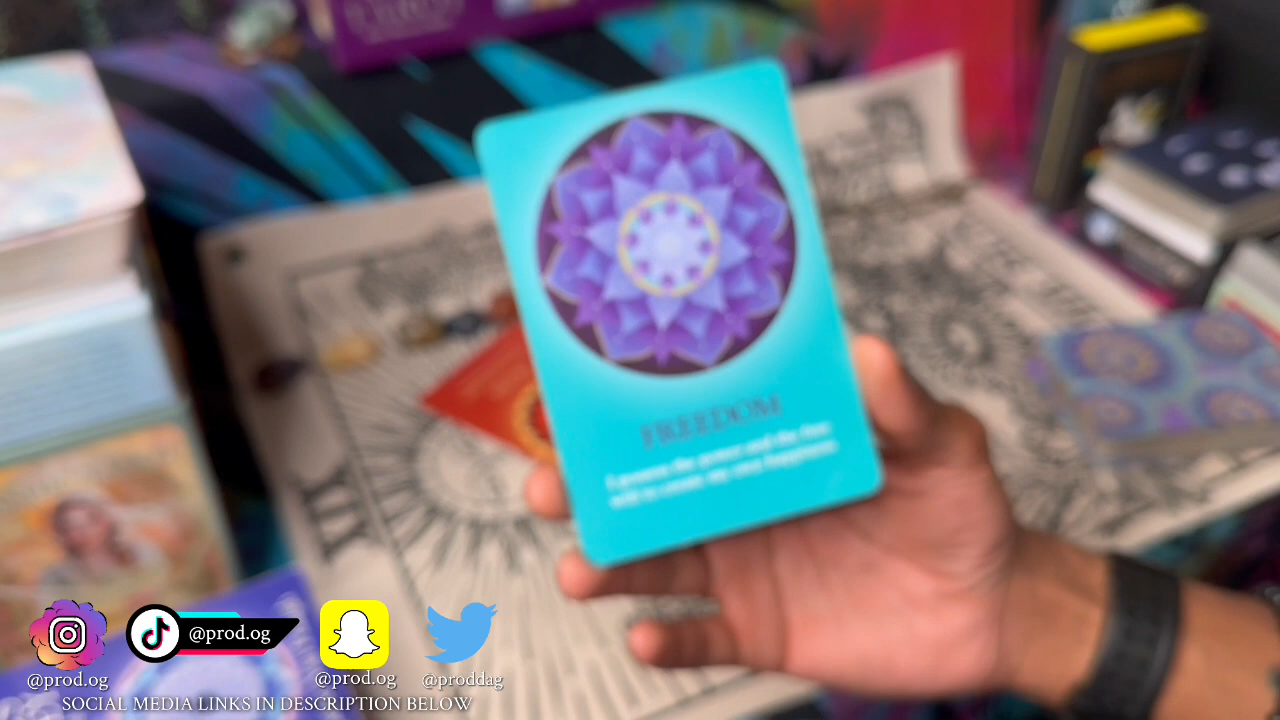 FREEDOM
I possess the power and the free
will to create my own happiness.
XIX
@prod.og
@prod.og
@prod.og
@proddag
SOCIAL MEDIA LINKS IN DESCRIPTION BELOW